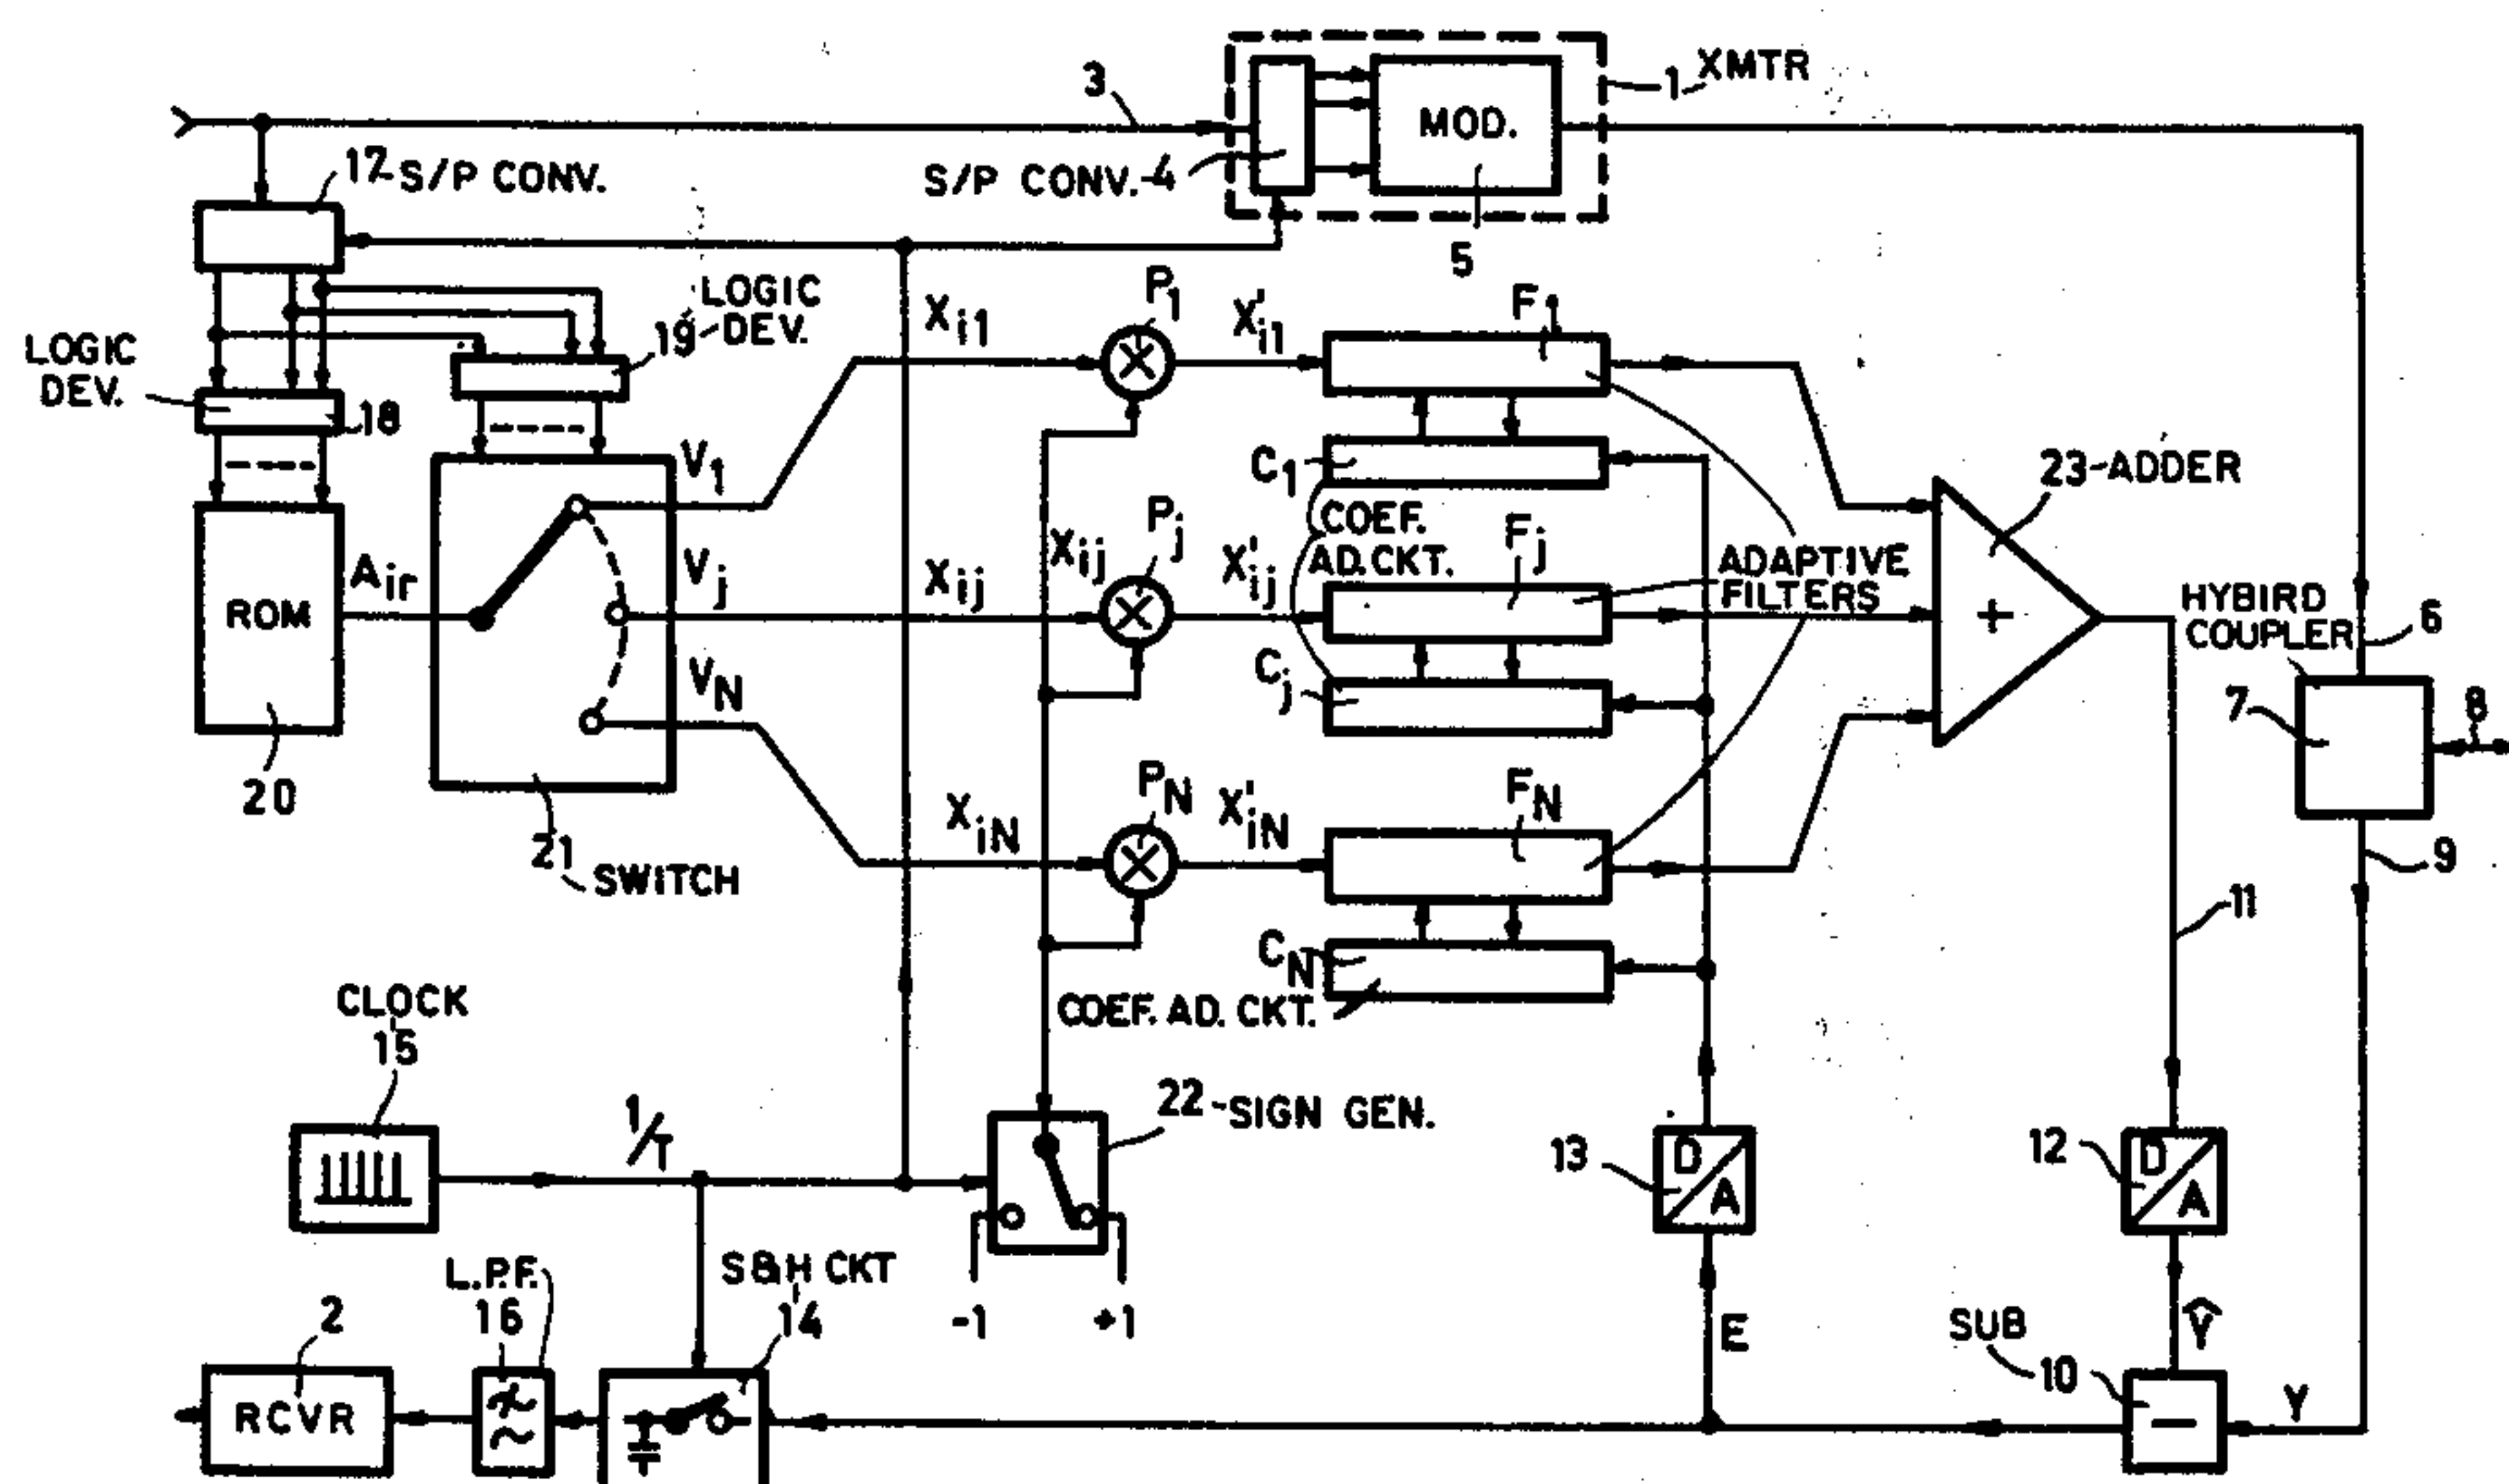 1 XMTR
3
MOD.
17 S/P CONV.
S/P CONV.-4
5
LOGIC
DEV.
19 LOGIC
DEV.
18
Xi1
P1
X'i1
F1
V1
C1
23-ADDER
COEF.
AD.CKT.
Air
ROM
Vj
Xij
Xij
Pj
X'ij
Fj
ADAPTIVE
FILTERS
+
HYBIRD
COUPLER
6
VN
Cj
7
8
20
21 SWITCH
XiN
PN
X'iN
FN
9
11
CN
COEF. AD. CKT.
CLOCK
15
1/T
22-SIGN GEN.
13
D
A
12
D
A
L.P.F.
16
S&H CKT
14
-1
+1
E
SUB
10
Ŷ
Y
2
RCVR